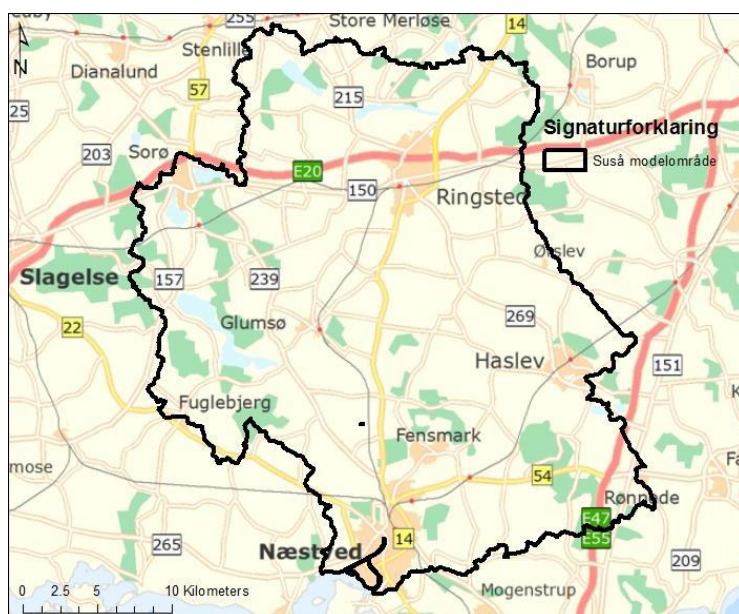 255
Store Merløse
14
Stenlille
Dianalund
Borup
N
57
215
25
Signaturforklaring
203
Sorø
Suså modelområde
E20
150
Ringsted
Slagelse
157
239
Glumsø
269
22
Haslev
151
Fuglebjerg
Fensmark
mose
54
Rønnede
E47
E55
265
Næstved
14
209
Mogenstrup
0 2.5 5 10 Kilometers